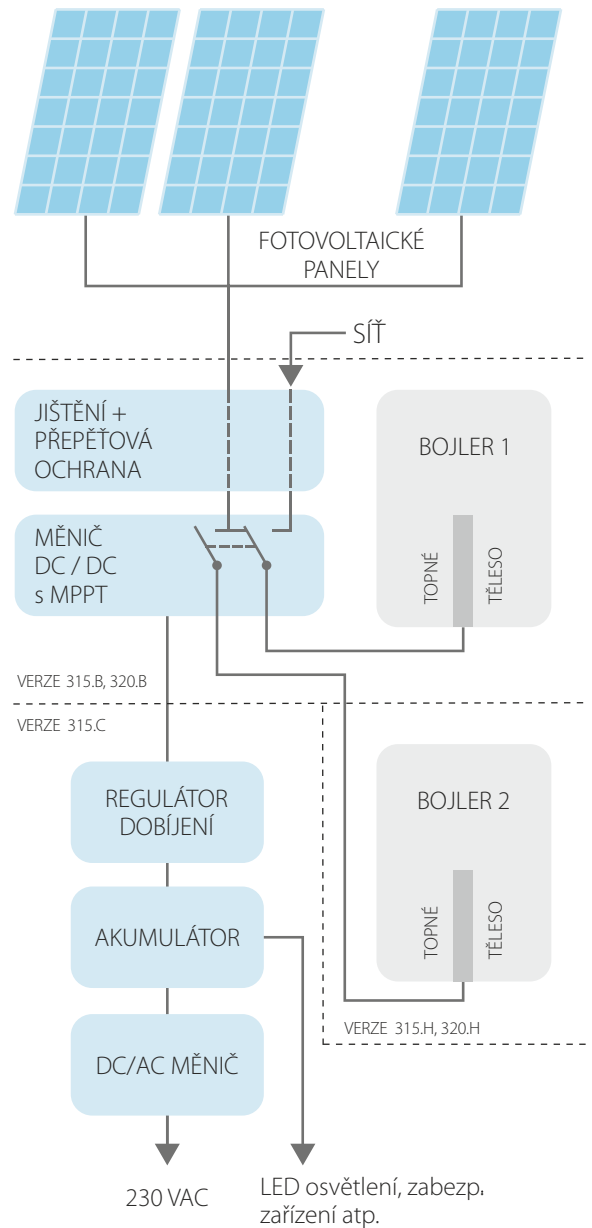 FOTOVOLTAICKÉ
PANELY
SÍŤ
JIŠTĚNÍ +
PŘEPĚŤOVÁ
OCHRANA
BOJLER 1
MĚNIČ
DC / DC
s MPPT
TOPNÉ
TĚLESO
VERZE 315.B, 320.B
VERZE 315.C
REGULÁTOR
DOBÍJENÍ
BOJLER 2
AKUMULÁTOR
TOPNÉ
TĚLESO
VERZE 315.H, 320.H
DC/AC MĚNIČ
230 VAC
LED osvětlení, zabezp.
zařízení atp.